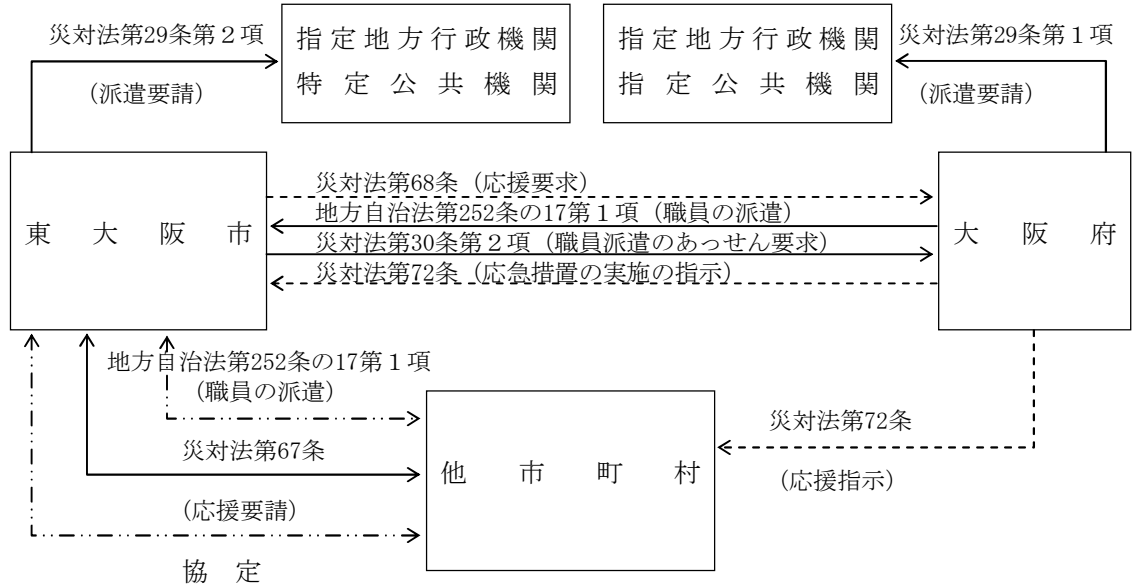 災対法第29条第２項
(派遣要請)
指定地方行政機関
特定公共機関
指定地方行政機関
指定公共機関
災対法第29条第１項
(派遣要請)
東大阪市
災対法第68条（応援要求）
地方自治法第252条の17第１項（職員の派遣）
災対法第30条第２項（職員派遣のあっせん要求）
災対法第72条（応急措置の実施の指示）
大阪府
地方自治法第252条の17第１項
(職員の派遣)
災対法第67条
(応援要請)
協定
他市町村
災対法第72条
(応援指示)